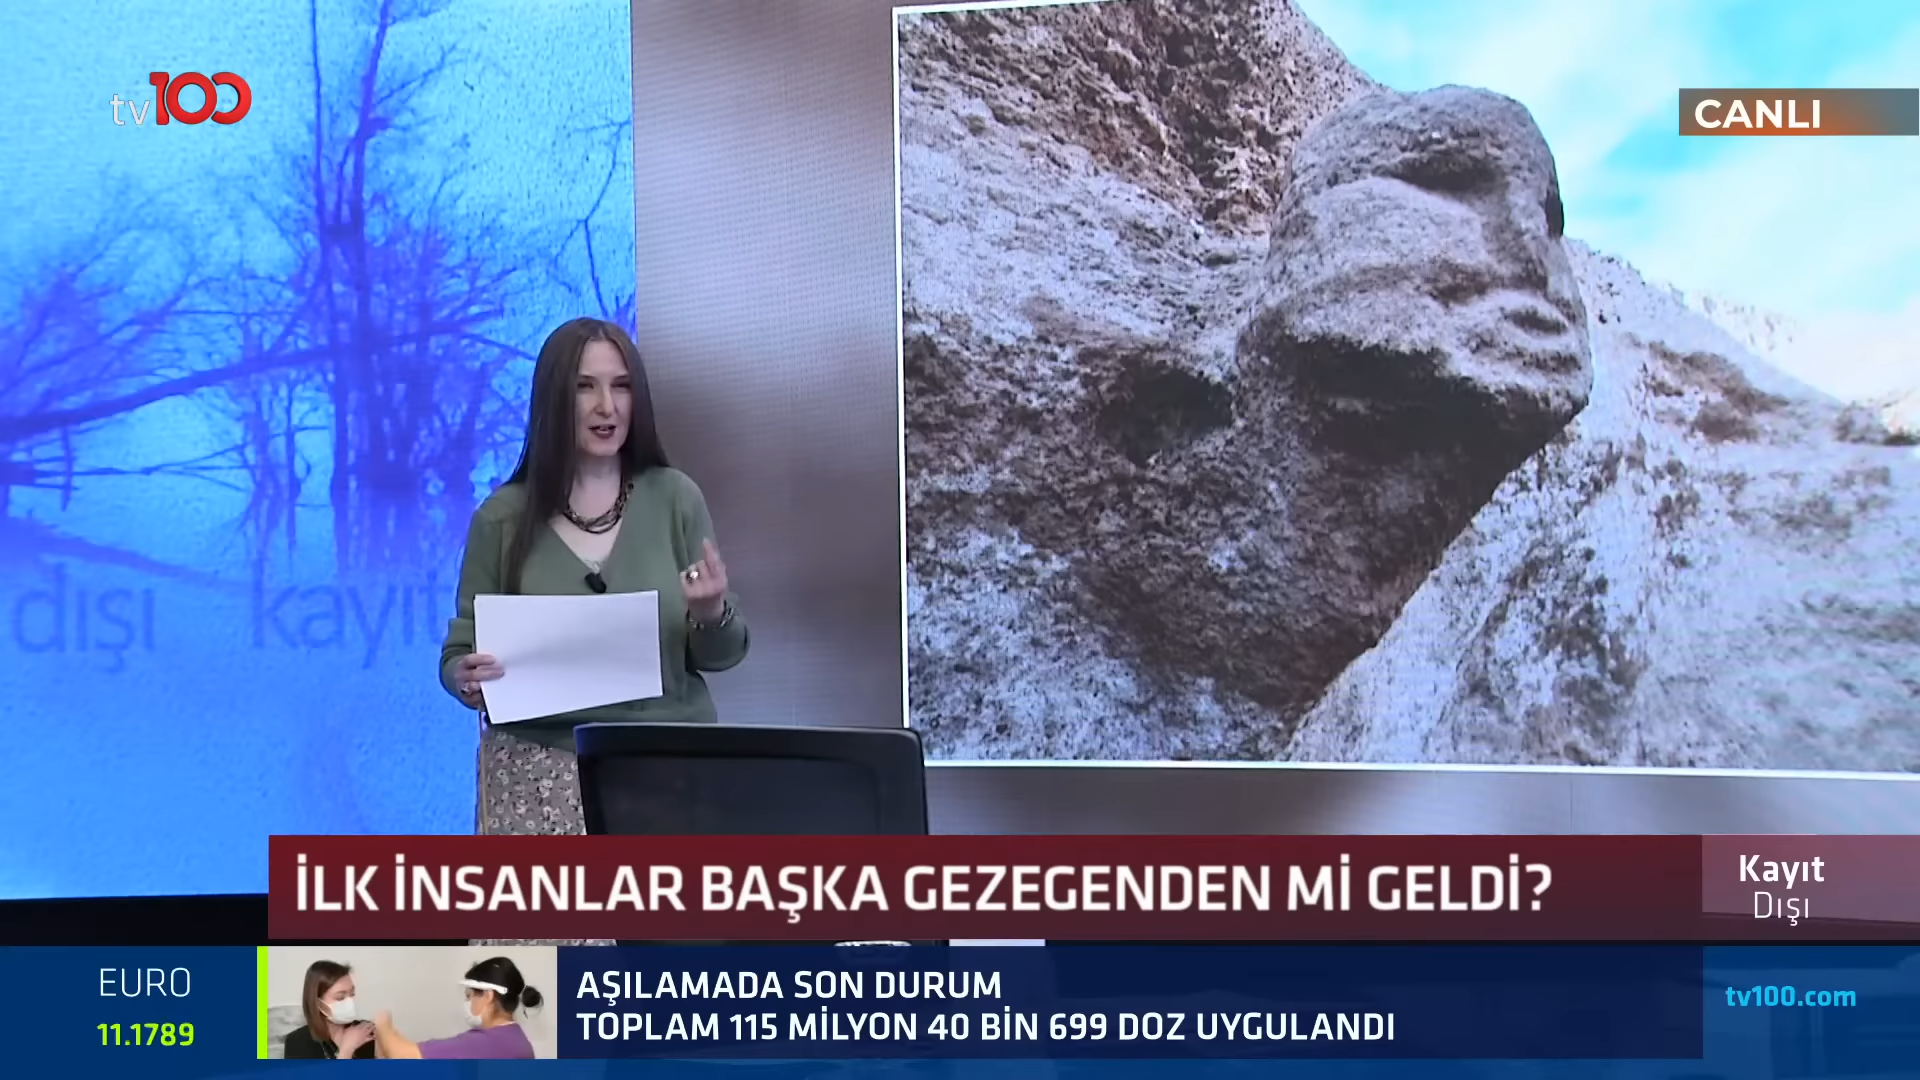 tv100
CANLI
dışı kayıt
İLK İNSANLAR BAŞKA GEZEGENDEN Mİ GELDİ?
Kayıt
Dışı
EURO
11.1789
AŞILAMADA SON DURUM
TOPLAM 115 MİLYON 40 BİN 699 DOZ UYGULANDI
tv100.com